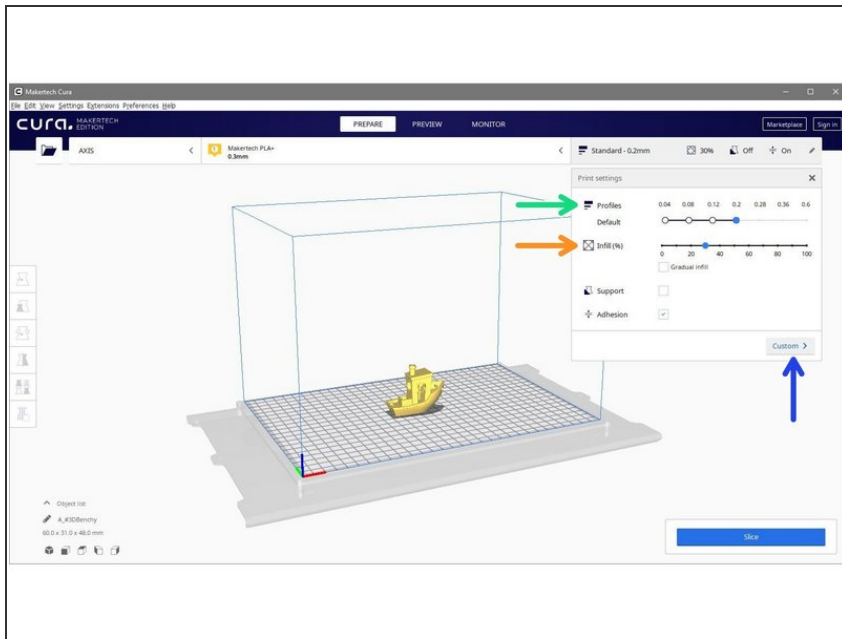 Makertech Cura
File Edit View Settings Extensions Preferences Help
cura. MAKERTECH EDITION
PREPARE PREVIEW MONITOR
Marketplace Sign in
AXIS
Makertech PLA+
0.3mm
Standard - 0.2mm 30% Off On
Print settings
Profiles 0.04 0.08 0.12 0.2 0.28 0.36 0.6
Default
Infill (%)
0 20 40 60 80 100
Gradual infill
Support
Adhesion
Custom
Object list
A_#3DBenchy
60.0 x 31.0 x 48.0 mm
Slice